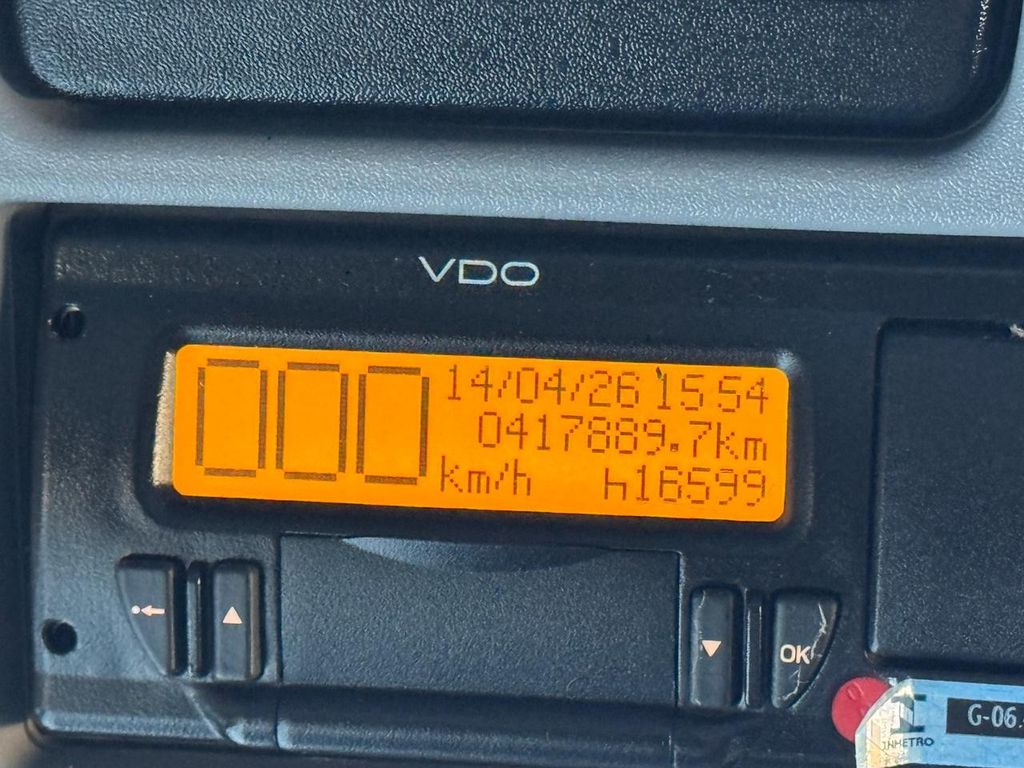 VDO
000
14/04/26 15 54
0417889.7km
km/h h16599
OK
INMETRO
G-06.